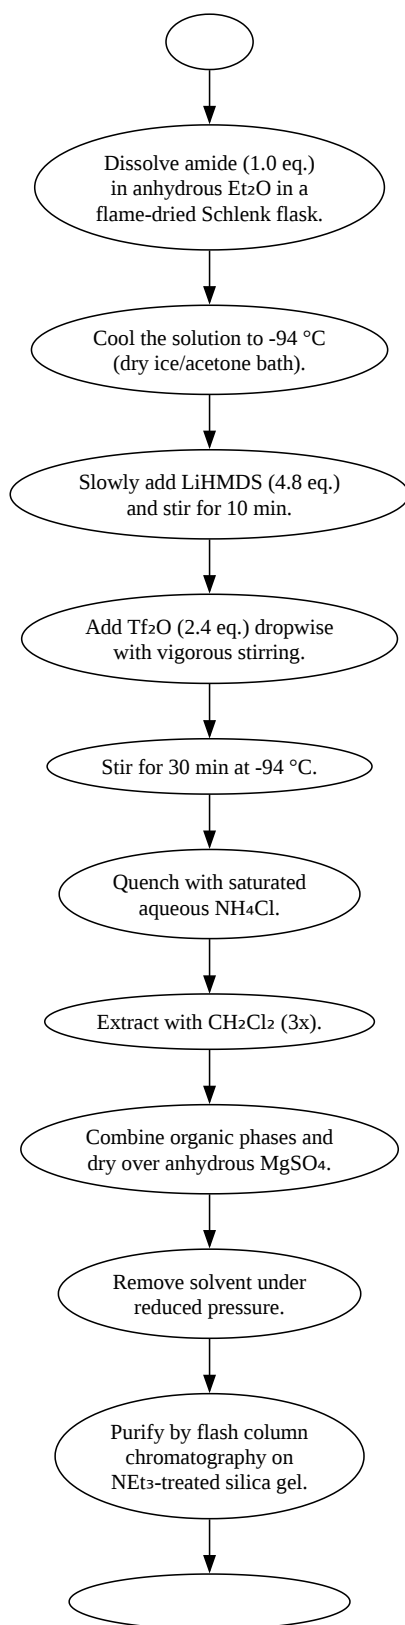 Dissolve amide (1.0 eq.)
in anhydrous Et₂O in a
flame-dried Schlenk flask.
Cool the solution to -94 °C
(dry ice/acetone bath).
Slowly add LiHMDS (4.8 eq.)
and stir for 10 min.
Add Tf₂O (2.4 eq.) dropwise
with vigorous stirring.
Stir for 30 min at -94 °C.
Quench with saturated
aqueous NH₄Cl.
Extract with CH₂Cl₂ (3x).
Combine organic phases and
dry over anhydrous MgSO₄.
Remove solvent under
reduced pressure.
Purify by flash column
chromatography on
NEt₃-treated silica gel.